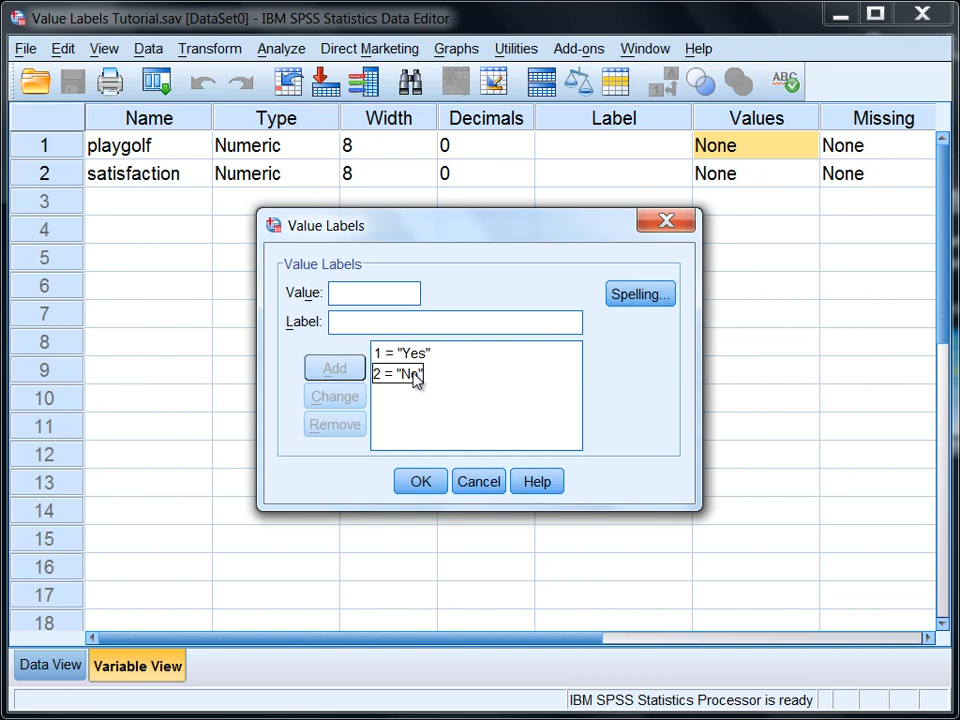 Value Labels Tutorial.sav [DataSet0] - IBM SPSS Statistics Data Editor
File Edit View Data Transform Analyze Direct Marketing Graphs Utilities Add-ons Window Help
ABC
Name Type Width Decimals Label Values Missing
1 playgolf Numeric 8 0 None None
2 satisfaction Numeric 8 0 None None
3
4
5
6
7
8
9
10
11
12
13
14
15
16
17
18
Value Labels
Value Labels
Value:
Spelling...
Label:
1 = "Yes"
2 = "No"
Add
Change
Remove
OK Cancel Help
Data View Variable View
IBM SPSS Statistics Processor is ready